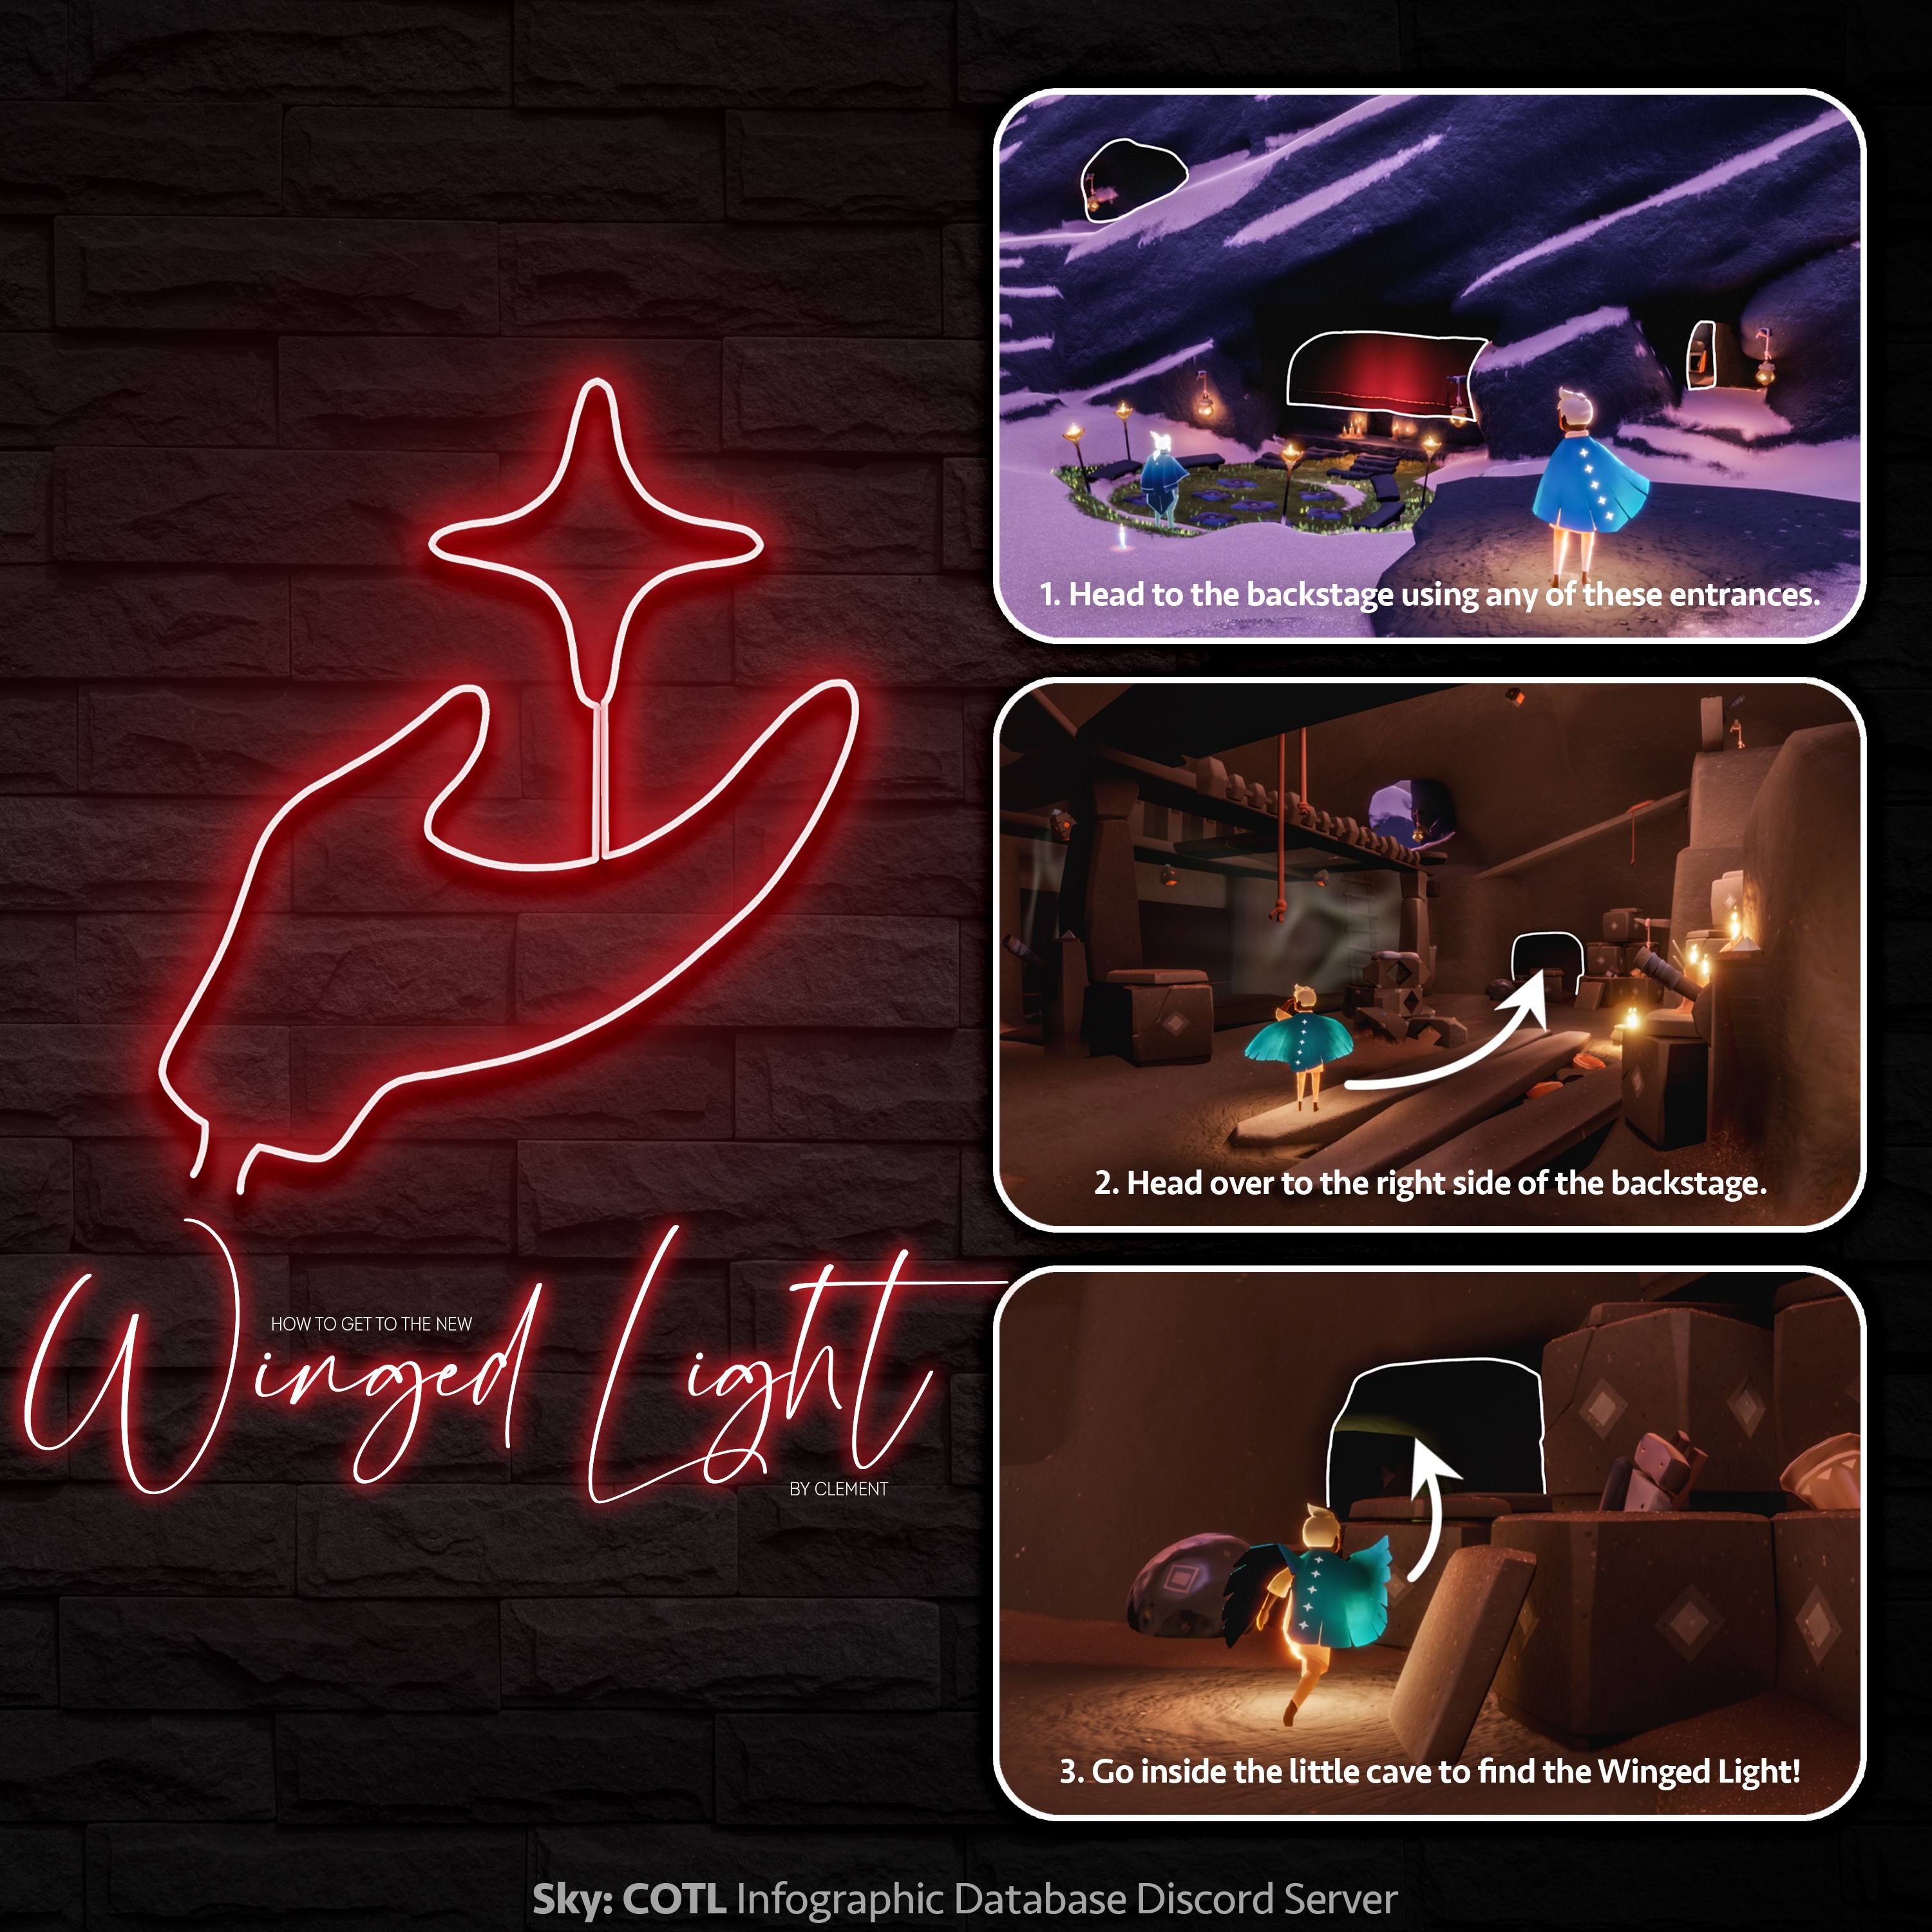 HOW TO GET TO THE NEW
Winged Light
BY CLEMENT
1. Head to the backstage using any of these entrances.
2. Head over to the right side of the backstage.
3. Go inside the little cave to find the Winged Light!
Sky: COTL Infographic Database Discord Server